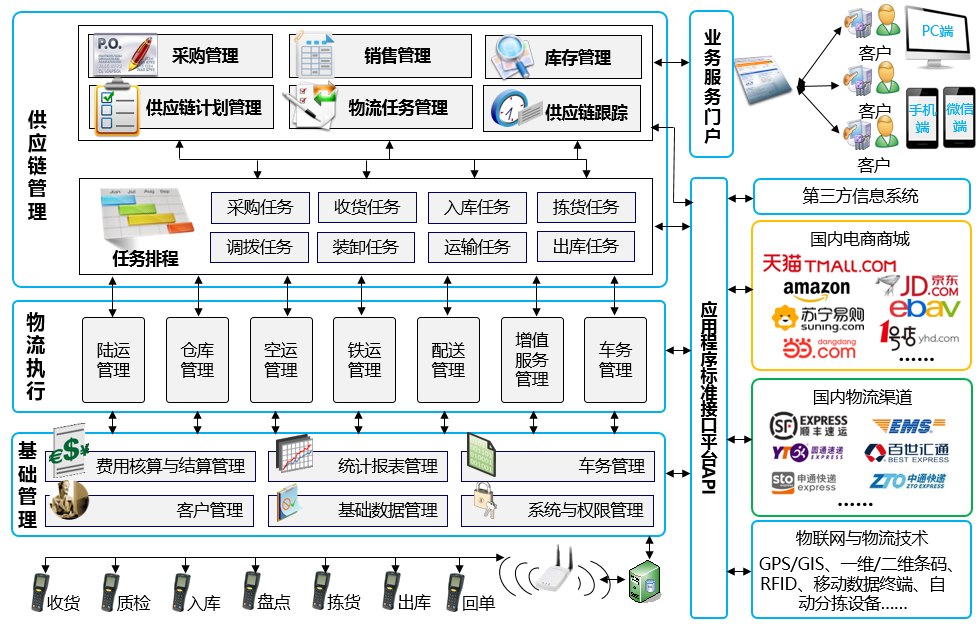 供应链管理
P.O.
采购管理
销售管理
库存管理
供应链计划管理
物流任务管理
供应链跟踪
任务排程
采购任务
收货任务
入库任务
拣货任务
调拨任务
装卸任务
运输任务
出库任务
物流执行
陆运
管理
仓库
管理
空运
管理
铁运
管理
配送
管理
增值
服务
管理
车务
管理
基础管理
费用核算与结算管理
统计报表管理
车务管理
客户管理
基础数据管理
系统与权限管理
收货
质检
入库
盘点
拣货
出库
回单
业务服务门户
客户
客户
客户
PC端
手机
端
微信
端
应用程序标准接口平台API
第三方信息系统
国内电商商城
天猫 TMALL.COM
amazon
JD.京东
.COM
苏宁易购
suning.com
ebay
1号店 yhd.com
当当 dangdang
.com
......
国内物流渠道
SF EXPRESS
顺丰速运
EMS
YTO 圆通速递
EXPRESS
百世汇通
BEST EXPRESS
sto 申通快递
express
ZTO 中通快递
ZTO EXPRESS
......
物联网与物流技术
GPS/GIS、一维/二维条码、
RFID、移动数据终端、自
动分拣设备......